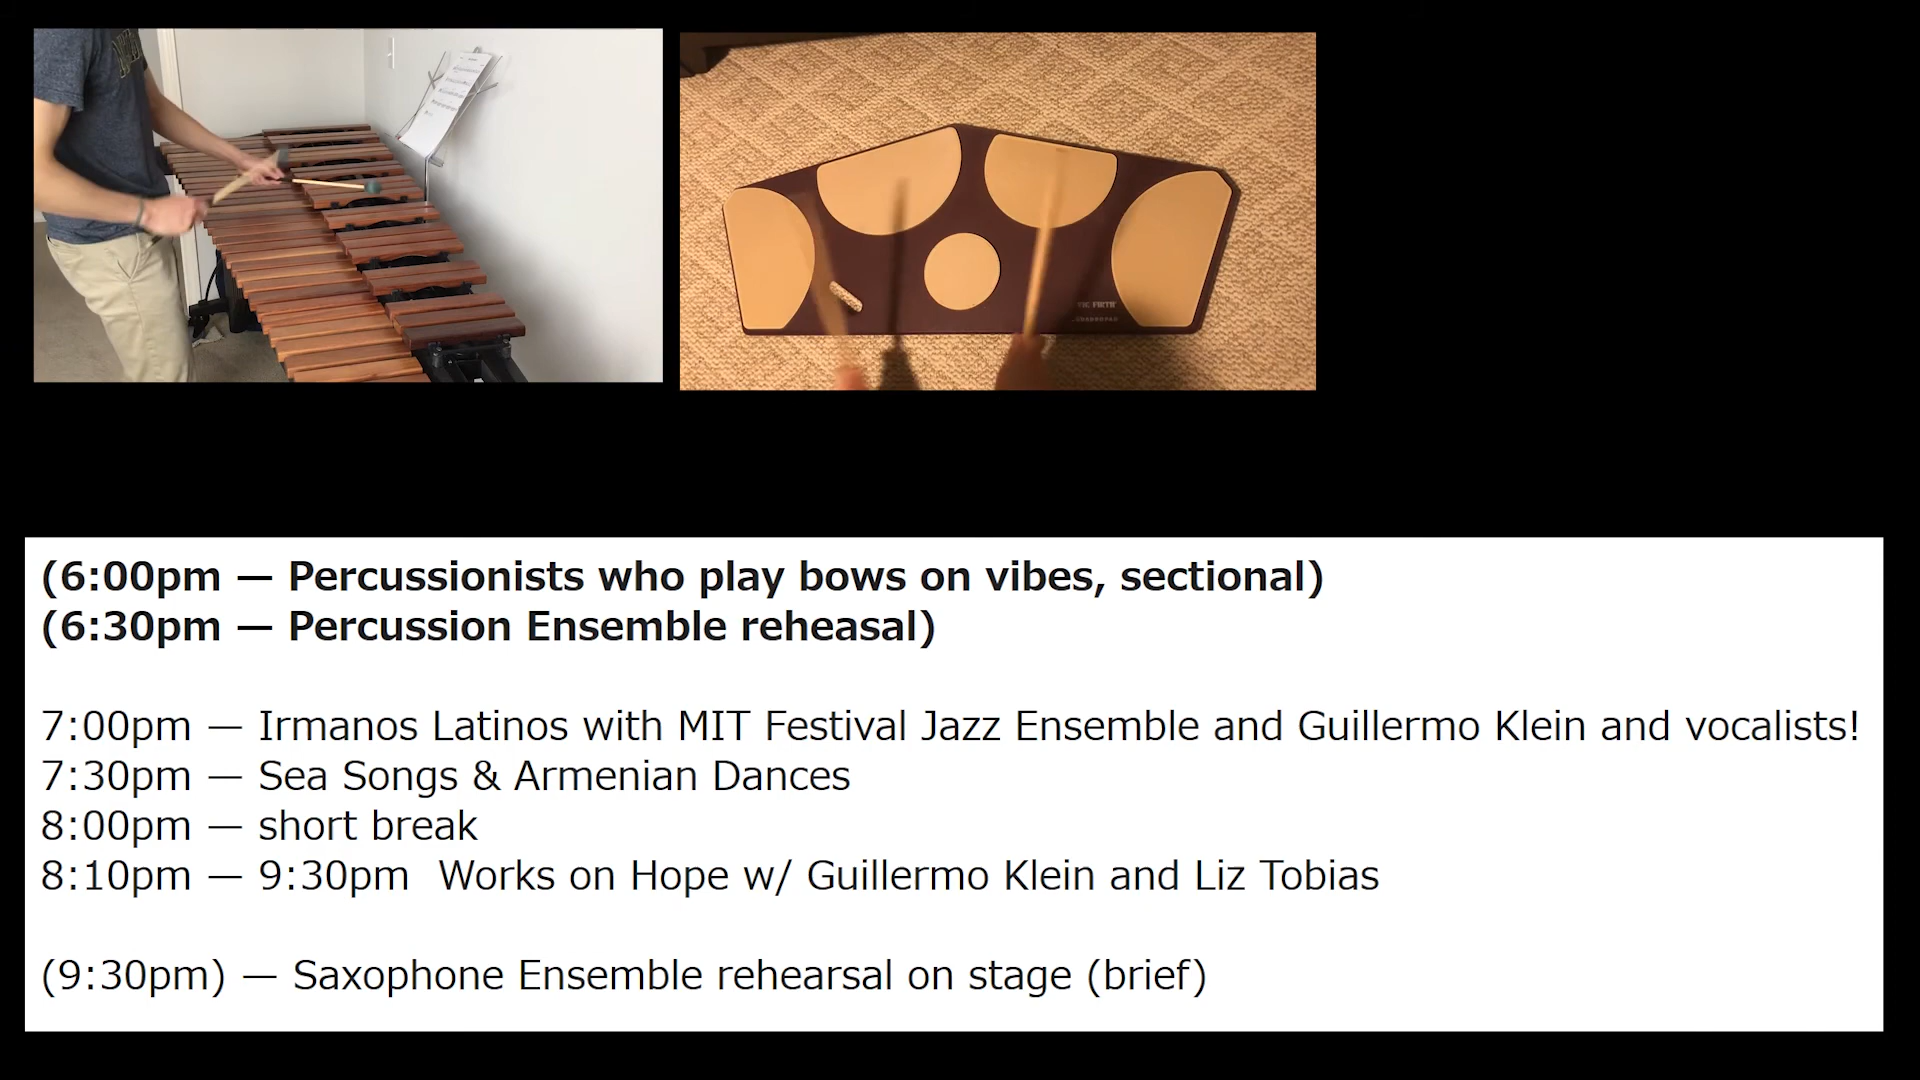 VIC FIRTH
(6:00pm — Percussionists who play bows on vibes, sectional)
(6:30pm — Percussion Ensemble reheasal)
7:00pm — Irmanos Latinos with MIT Festival Jazz Ensemble and Guillermo Klein and vocalists!
7:30pm — Sea Songs & Armenian Dances
8:00pm — short break
8:10pm — 9:30pm Works on Hope w/ Guillermo Klein and Liz Tobias
(9:30pm) — Saxophone Ensemble rehearsal on stage (brief)